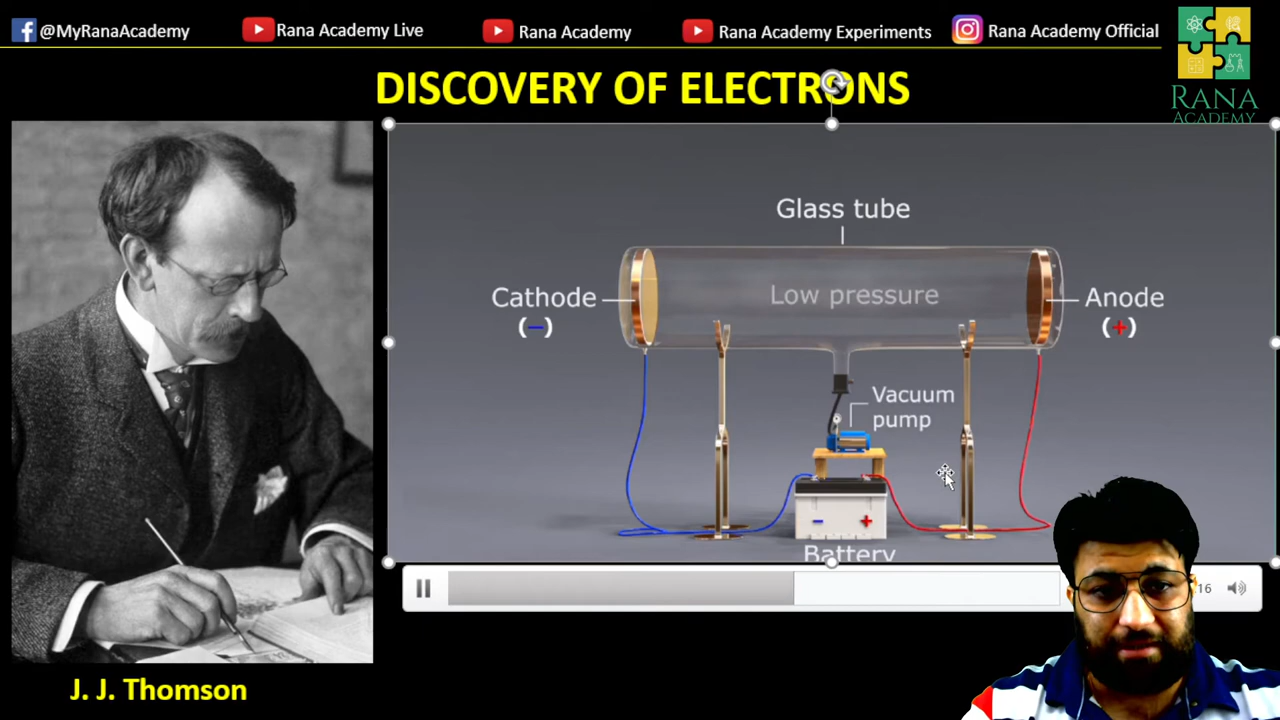 @MyRanaAcademy
Rana Academy Live
Rana Academy
Rana Academy Experiments
Rana Academy Official
RANA
ACADEMY
DISCOVERY OF ELECTRONS
Glass tube
Cathode
(−)
Low pressure
Anode
(+)
Vacuum
pump
− +
Battery
16
J. J. Thomson